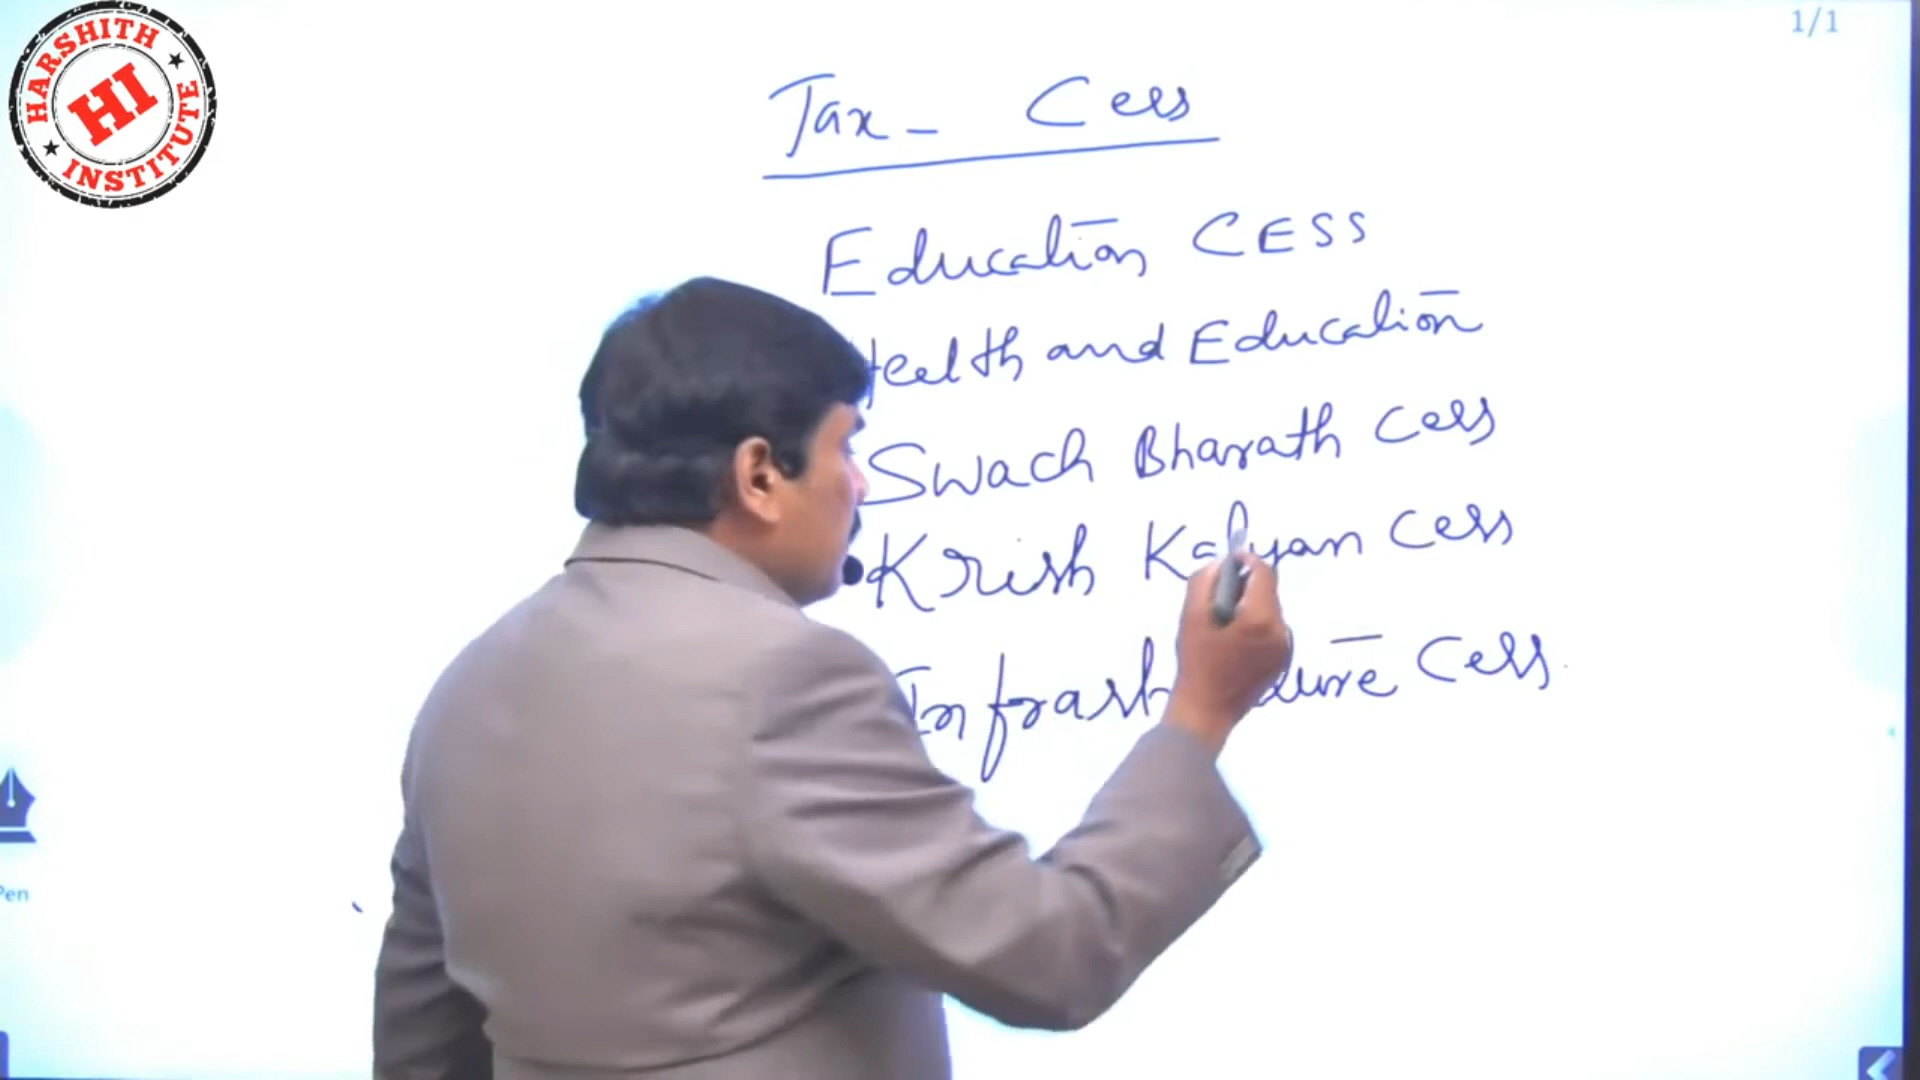 HARSHITH
HI
INSTITUTE
1/1
Tax - Cess
Education CESS
Health and Education
Swach Bharath Cess
Krish Kalyan Cess
Cess
Pen